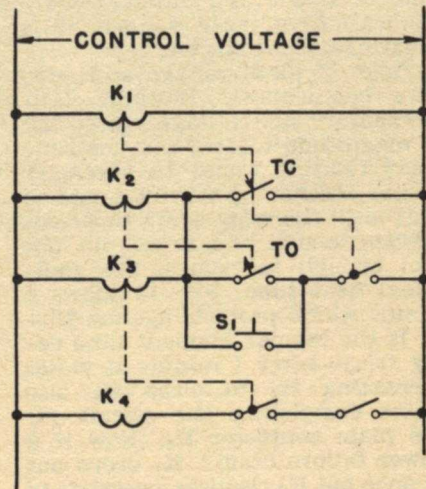 CONTROL VOLTAGE
K1
K2
TC
K3
TO
S1
K4